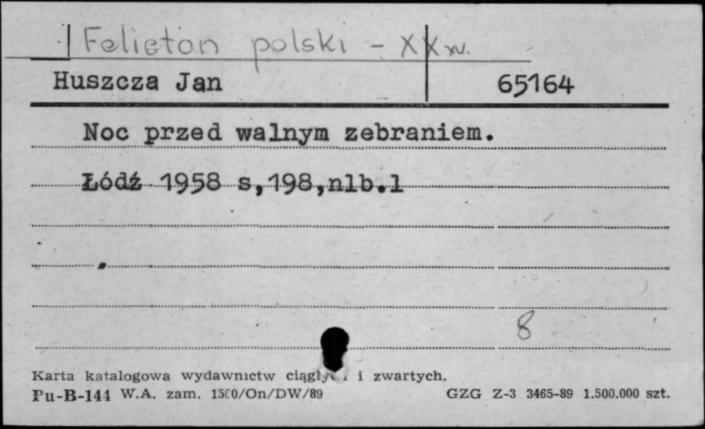 Felieton polski - XX w.
Huszcza Jan 65164
Noc przed walnym zebraniem.
Łódź 1958 s,198,nlb.1
8
Karta katalogowa wydawnictw ciągłych i zwartych.
Pu-B-144 W.A. zam. 1500/On/DW/89 GZG Z-3 3465-89 1.500.000 szt.